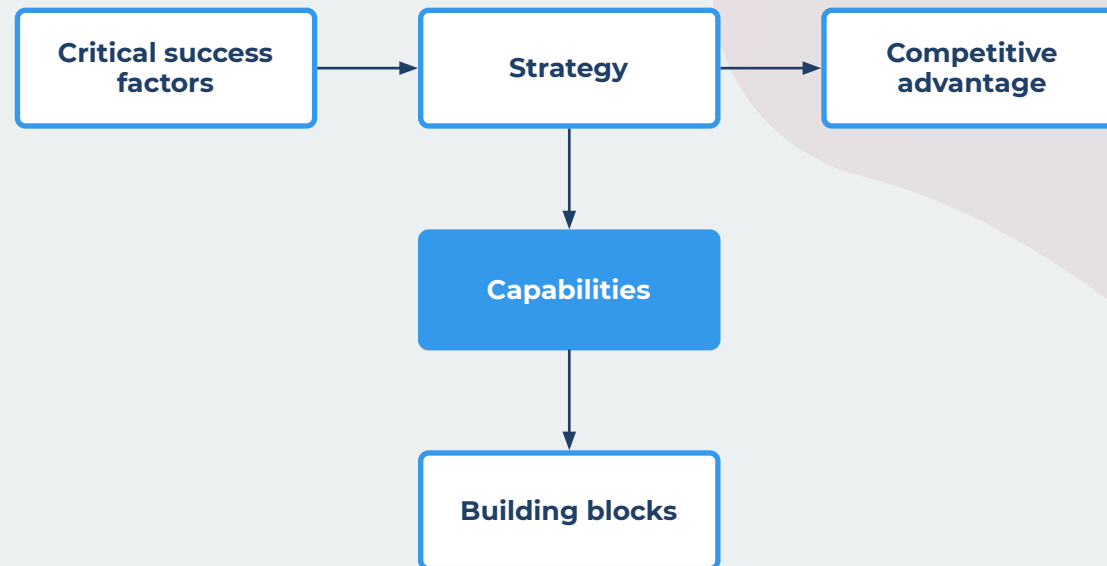 Critical success
factors
Strategy
Competitive
advantage
Capabilities
Building blocks